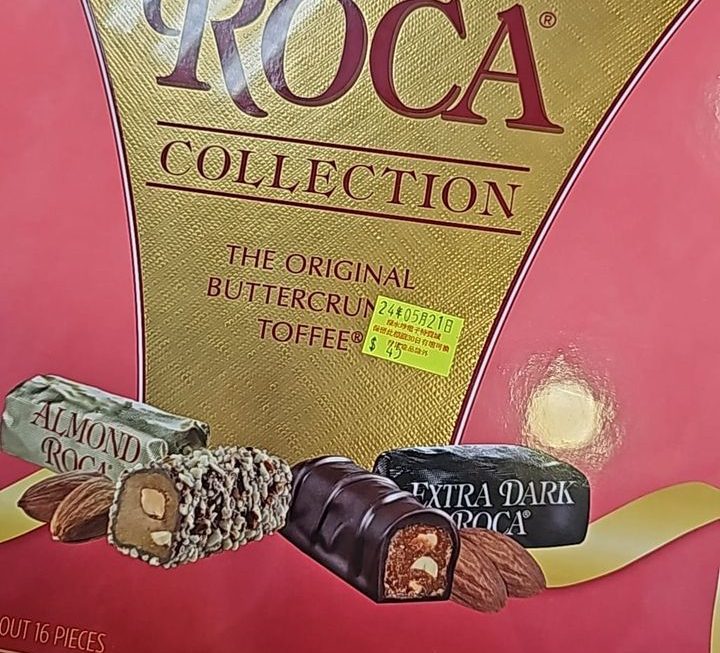 ROCA®
COLLECTION
THE ORIGINAL
BUTTERCRUN
TOFFEE®
24年05月21日
$ 45
ALMOND
ROCA
EXTRA DARK
ROCA®
OUT 16 PIECES